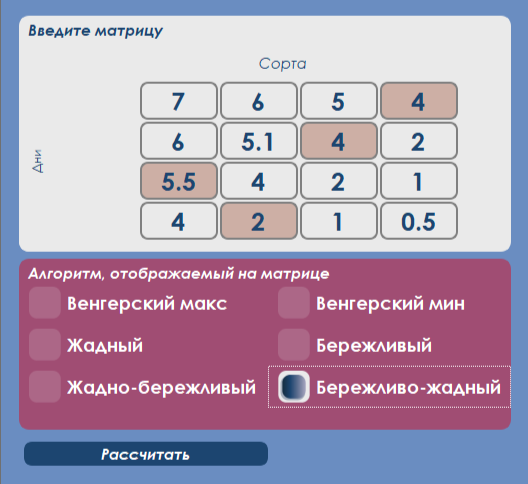 Введите матрицу
Сорта
Дни
7 6 5 4
6 5.1 4 2
5.5 4 2 1
4 2 1 0.5
Алгоритм, отображаемый на матрице
Венгерский макс Венгерский мин
Жадный Бережливый
Жадно-бережливый Бережливо-жадный
Рассчитать